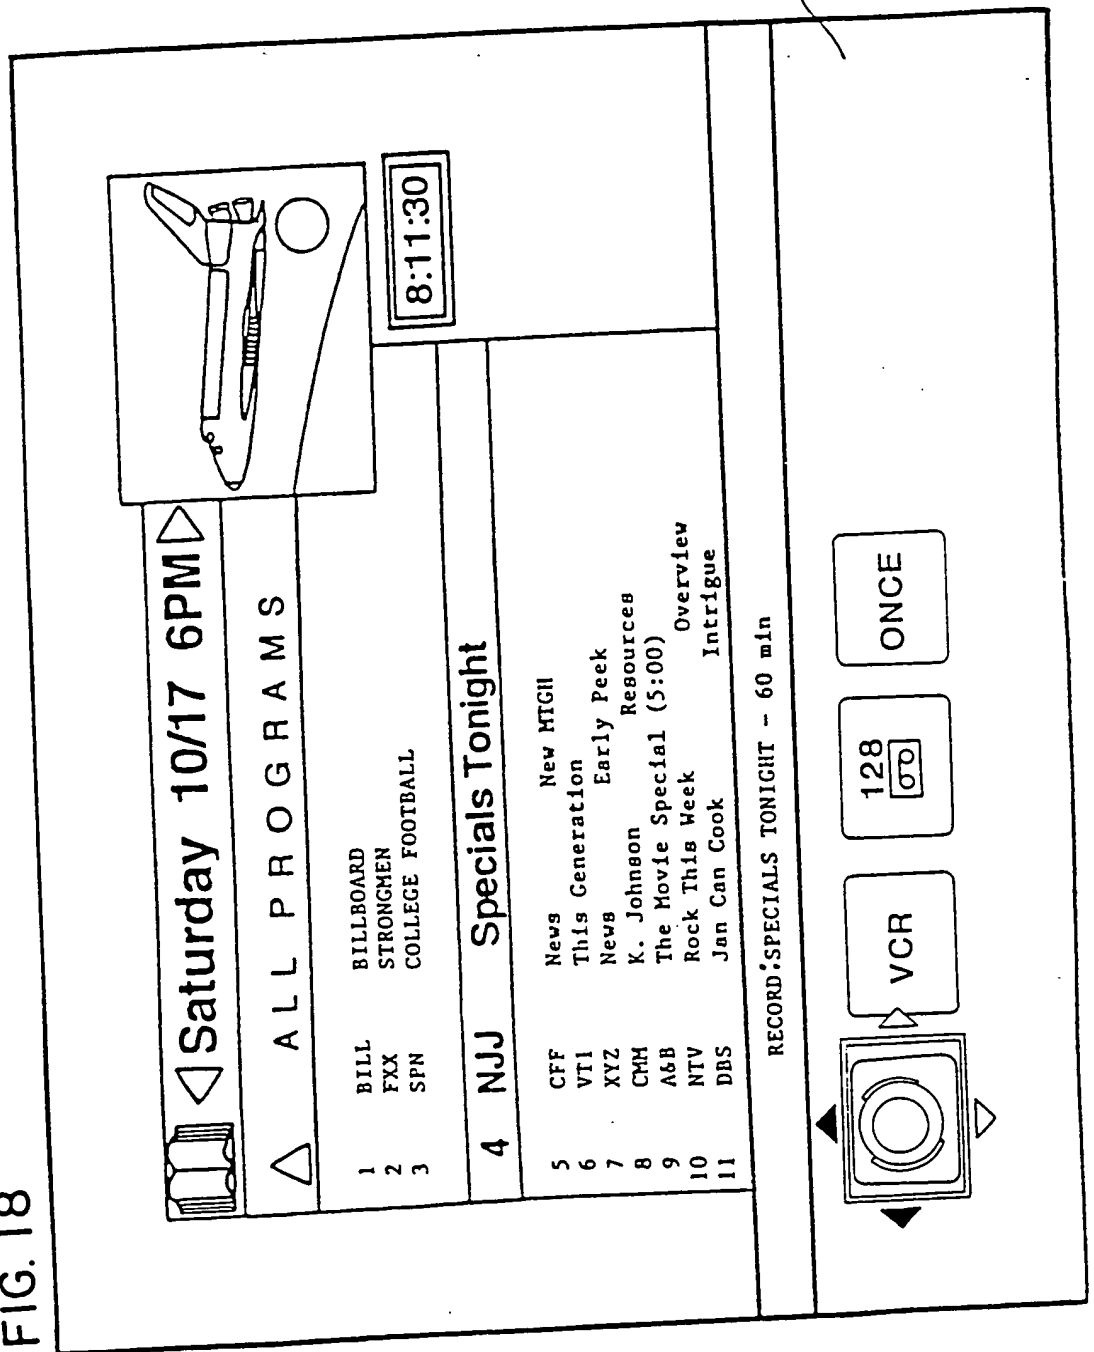 FIG. 18
Saturday 10/17 6PM
ALL PROGRAMS
8:11:30
1 BILL BILLBOARD
2 FXX STRONGMEN
3 SPN COLLEGE FOOTBALL
4 NJJ Specials Tonight
5 CFF News New MTGH
6 VT1 This Generation
7 XYZ News Early Peek
8 CMM K. Johnson Resources
9 A&B The Movie Special (5:00)
10 NTV Rock This Week Overview
11 DBS Jan Can Cook Intrigue
RECORD:SPECIALS TONIGHT - 60 min
VCR 128 ONCE